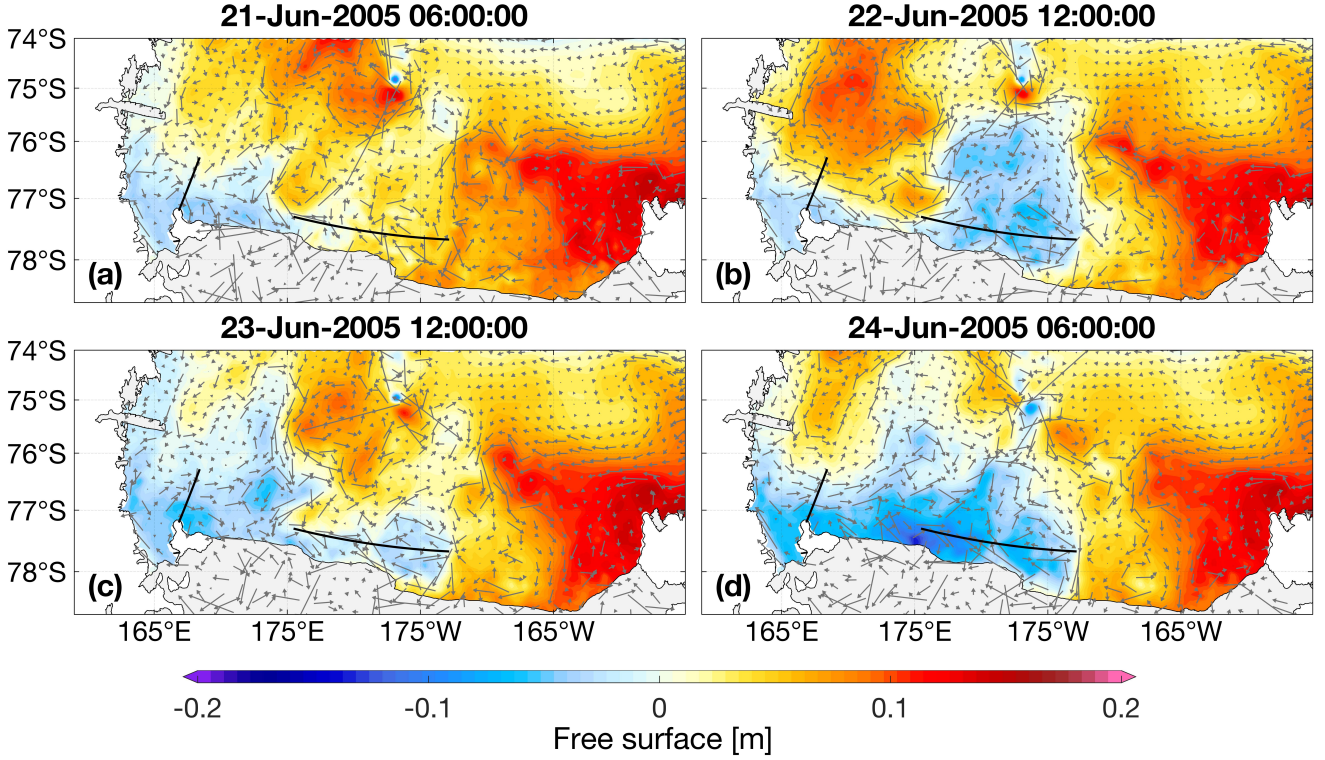 21-Jun-2005 06:00:00
22-Jun-2005 12:00:00
74°S
75°S
76°S
77°S
78°S
(a)
(b)
23-Jun-2005 12:00:00
24-Jun-2005 06:00:00
74°S
75°S
76°S
77°S
78°S
(c)
(d)
165°E 175°E 175°W 165°W
165°E 175°E 175°W 165°W
-0.2 -0.1 0 0.1 0.2
Free surface [m]